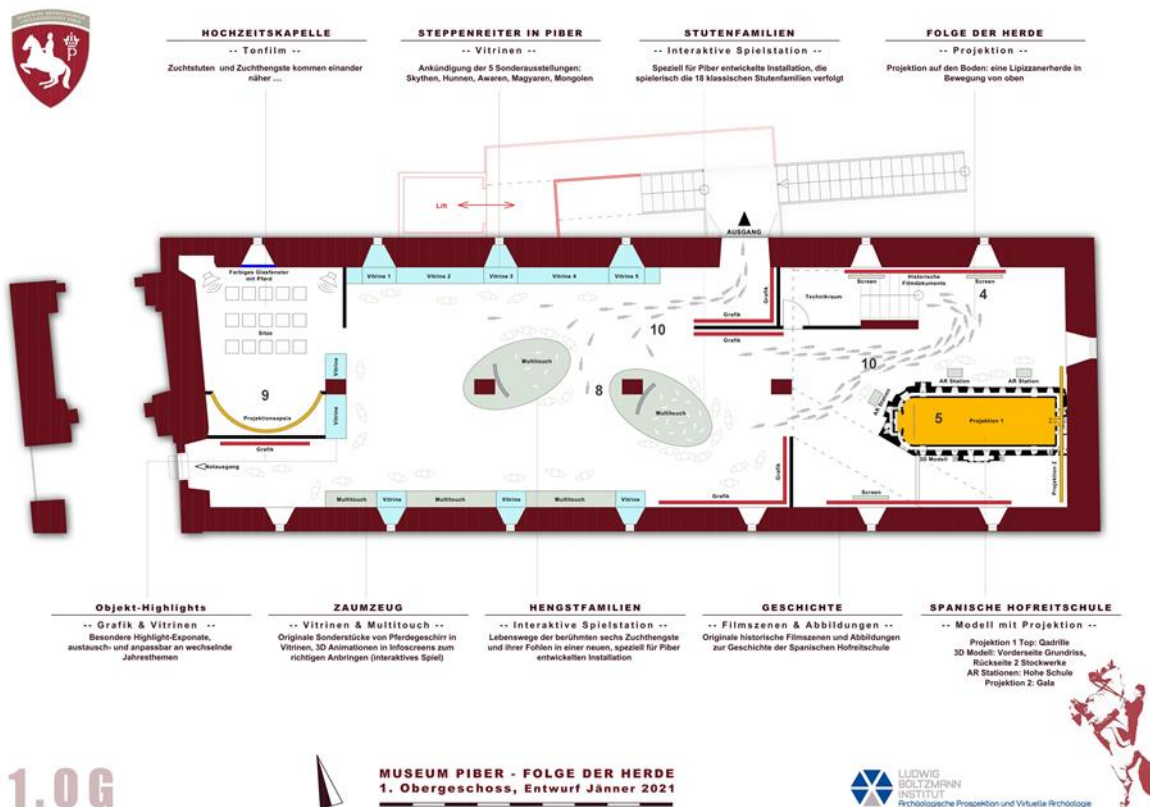 HOCHZEITSKAPELLE
-- Tonfilm --
Zuchtstuten und Zuchthengste kommen einander
näher ....
STEPPENREITER IN PIBER
-- Vitrinen --
Ankündigung der 5 Sonderausstellungen:
Skythen, Hunnen, Awaren, Magyaren, Mongolen
STUTENFAMILIEN
-- Interaktive Spielstation --
Speziell für Piber entwickelte Installation, die
spielerisch die 18 klassischen Stutenfamilien verfolgt
FOLGE DER HERDE
-- Projektion --
Projektion auf den Boden: eine Lipizzanerherde in
Bewegung von oben
Lift
AUSGANG
Farbiges Glasfenster
mit Pferd
Vitrine 1
Vitrine 2
Vitrine 3
Vitrine 4
Vitrine 5
Grafik
Technikraum
Screen
Historische
Filmdokumente
Screen
4
Grafik
Grafik
10
Sitze
Vitrine
Multitouch
8
Multitouch
10
AR Station
AR Station
AR Station
9
Projektionsapsis
Vitrine
5
Projektion 1
Grafik
Notausgang
3D Modell
Projektion 2
Grafik
Multitouch
Vitrine
Multitouch
Vitrine
Multitouch
Vitrine
Grafik
Screen
Objekt-Highlights
-- Grafik & Vitrinen --
Besondere Highlight-Exponate,
austausch- und anpassbar an wechselnde
Jahresthemen
ZAUMZEUG
-- Vitrinen & Multitouch --
Originale Sonderstücke von Pferdegeschirr in
Vitrinen, 3D Animationen in Infoscreens zum
richtigen Anbringen (interaktives Spiel)
HENGSTFAMILIEN
-- Interaktive Spielstation --
Lebenswege der berühmten sechs Zuchthengste
und ihrer Fohlen in einer neuen, speziell für Piber
entwickelten Installation
GESCHICHTE
-- Filmszenen & Abbildungen --
Originale historische Filmszenen und Abbildungen
zur Geschichte der Spanischen Hofreitschule
SPANISCHE HOFREITSCHULE
-- Modell mit Projektion --
Projektion 1 Top: Qadrille
3D Modell: Vorderseite Grundriss,
Rückseite 2 Stockwerke
AR Stationen: Hohe Schule
Projektion 2: Gala
1.OG
MUSEUM PIBER - FOLGE DER HERDE
1. Obergeschoss, Entwurf Jänner 2021
LUDWIG
BOLTZMANN
INSTITUT
Archäologische Prospektion und Virtuelle Archäologie